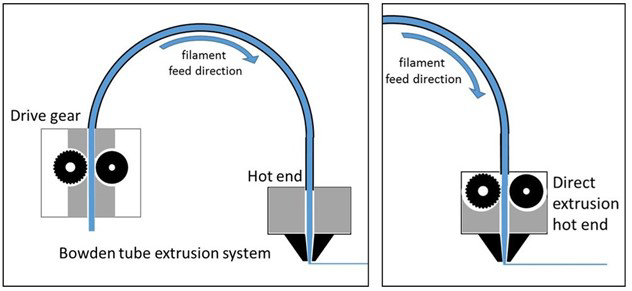 filament
feed direction
Drive gear
Hot end
Bowden tube extrusion system
filament
feed direction
Direct
extrusion
hot end